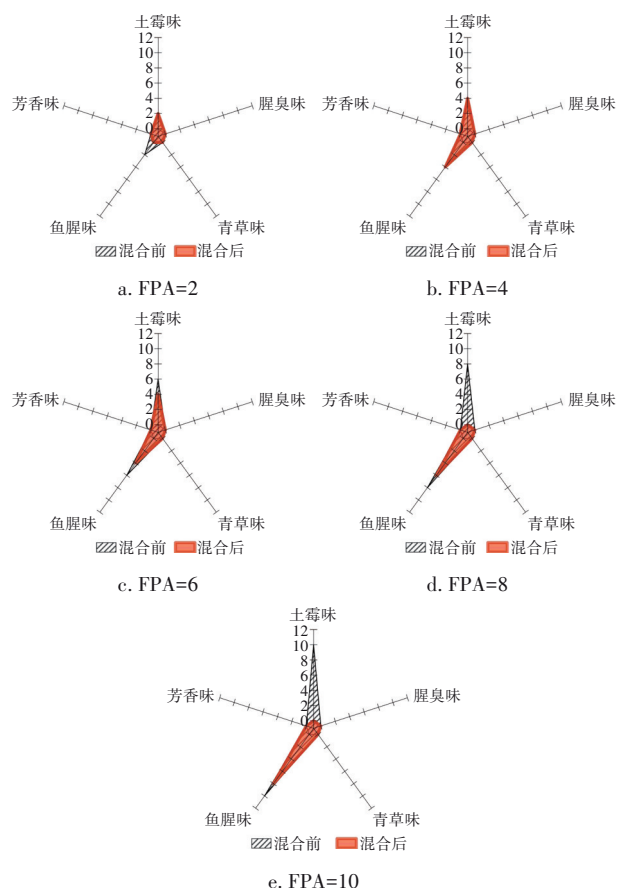 土霉味
12
10
8
6
4
2
0
芳香味
腥臭味
鱼腥味
青草味
混合前 混合后
a. FPA=2
土霉味
12
10
8
6
4
2
0
芳香味
腥臭味
鱼腥味
青草味
混合前 混合后
b. FPA=4
土霉味
12
10
8
6
4
2
0
芳香味
腥臭味
鱼腥味
青草味
混合前 混合后
c. FPA=6
土霉味
12
10
8
6
4
2
0
芳香味
腥臭味
鱼腥味
青草味
混合前 混合后
d. FPA=8
土霉味
12
10
8
6
4
2
0
芳香味
腥臭味
鱼腥味
青草味
混合前 混合后
e. FPA=10